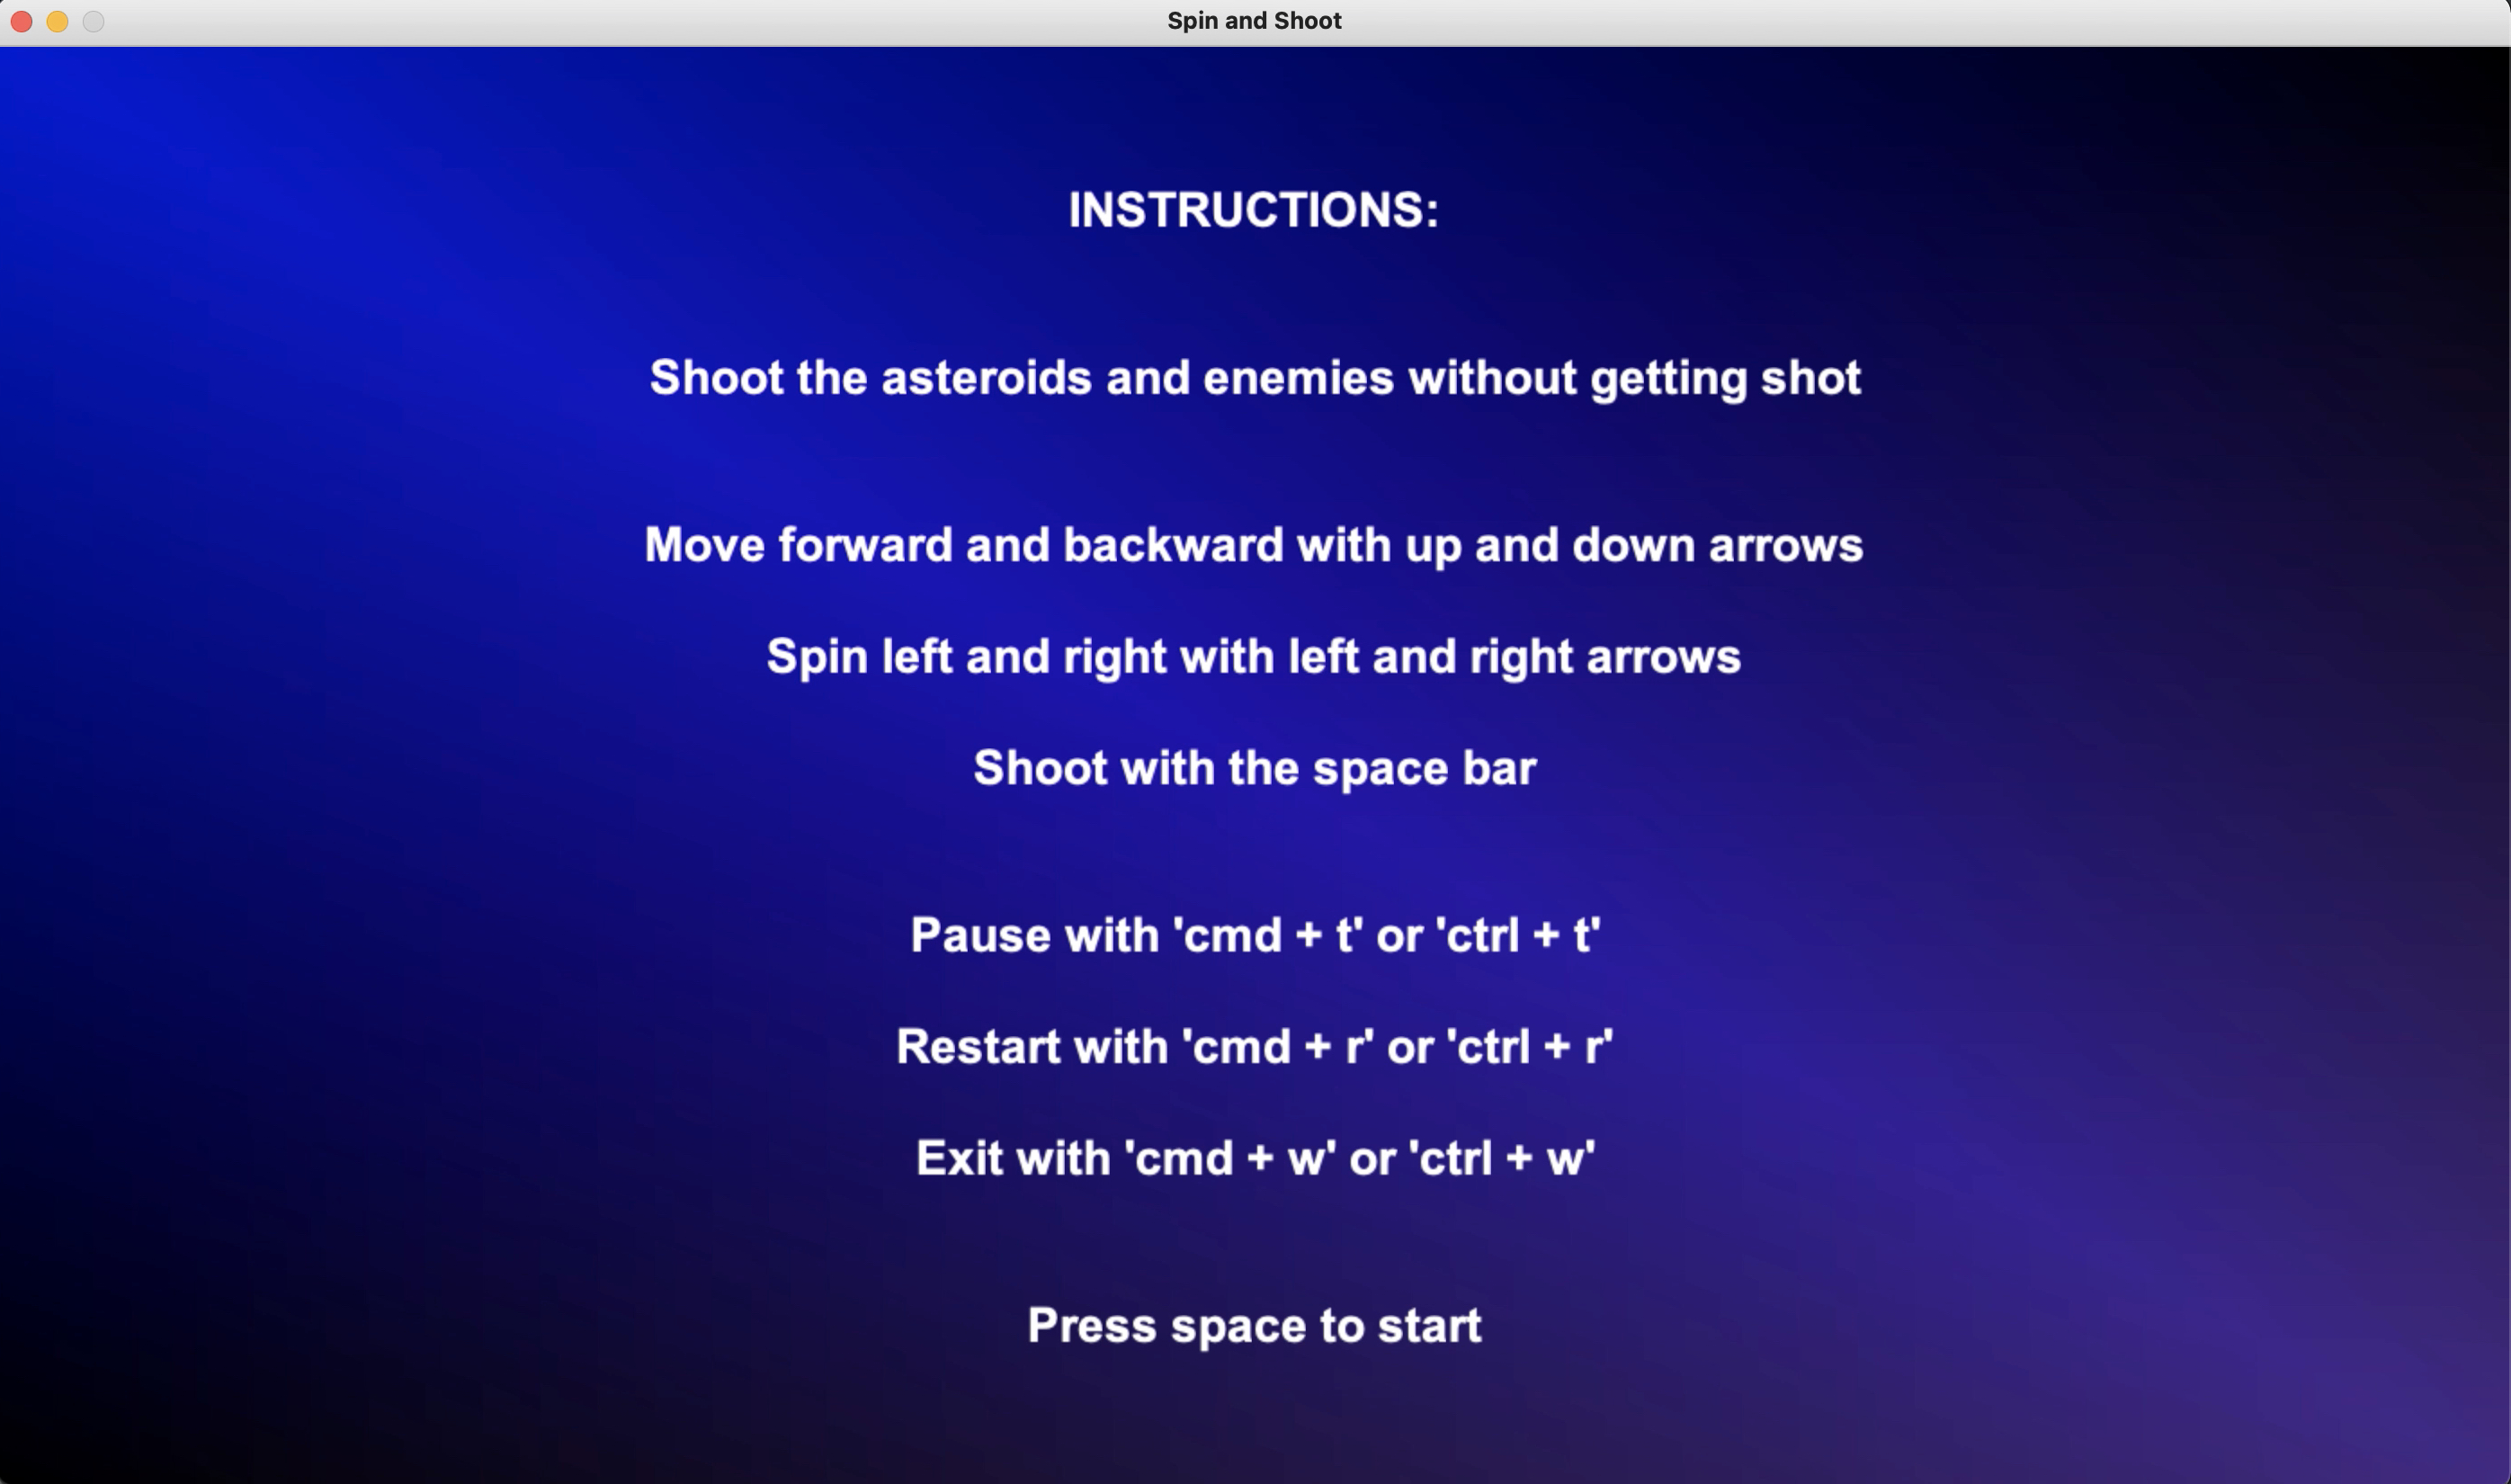 Spin and Shoot
INSTRUCTIONS:
Shoot the asteroids and enemies without getting shot
Move forward and backward with up and down arrows
Spin left and right with left and right arrows
Shoot with the space bar
Pause with 'cmd + t' or 'ctrl + t'
Restart with 'cmd + r' or 'ctrl + r'
Exit with 'cmd + w' or 'ctrl + w'
Press space to start